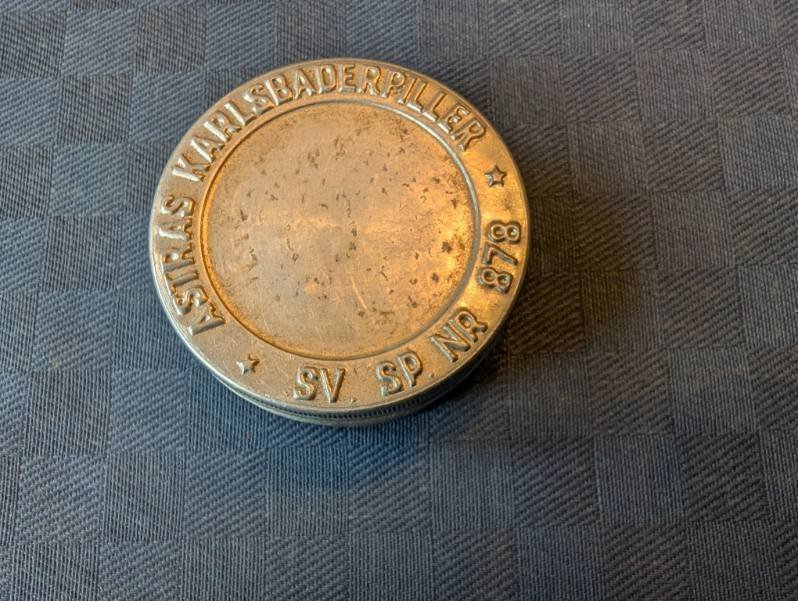 ASTRAS KARLSBADERPILLER
SV. SP. NR 878